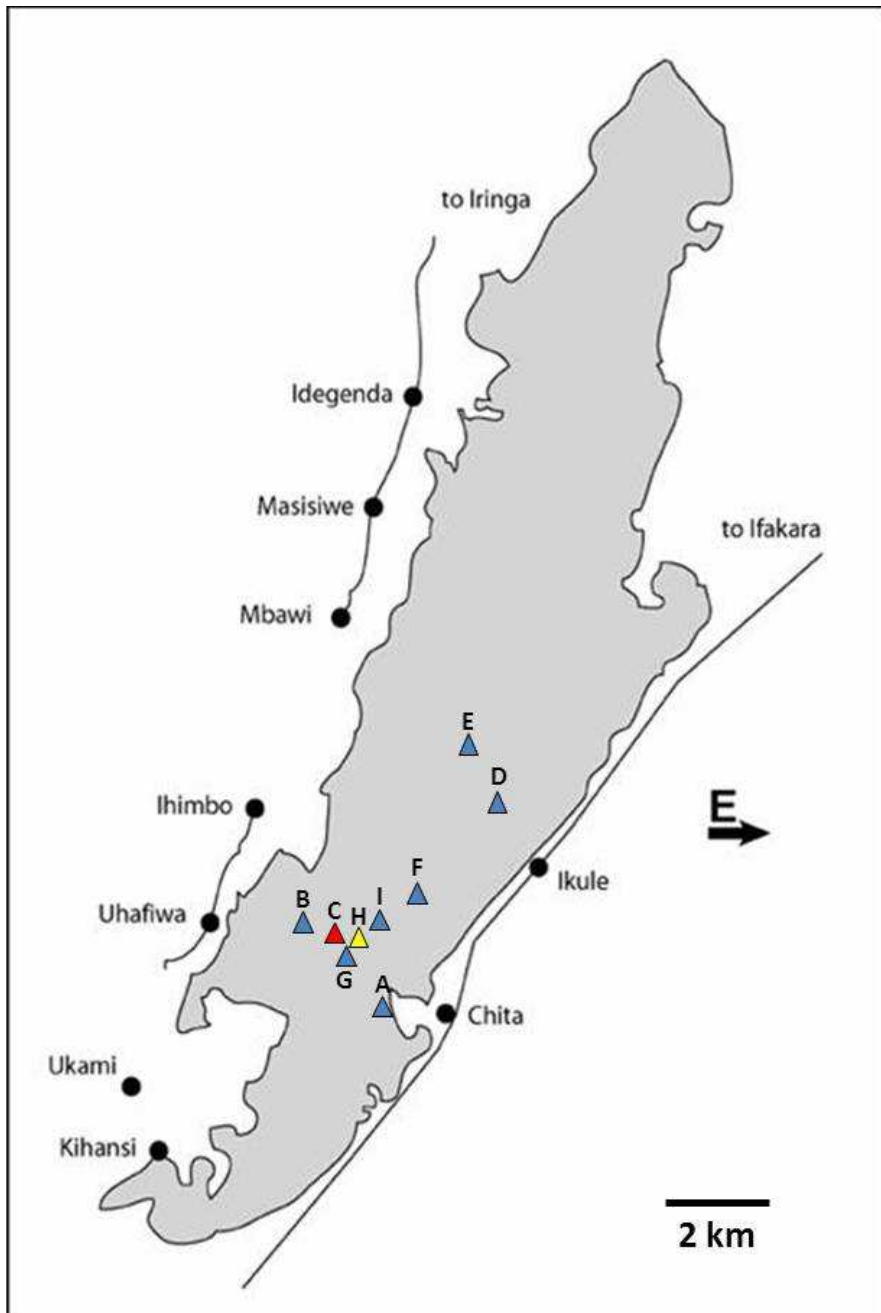 to Iringa
Idegenda
Masisiwe
to Ifakara
Mbawi
E
D
Ihimbo
E
F
Ikule
B
I
Uhafiwa
C
H
G
A
Chita
Ukami
Kihansi
2 km